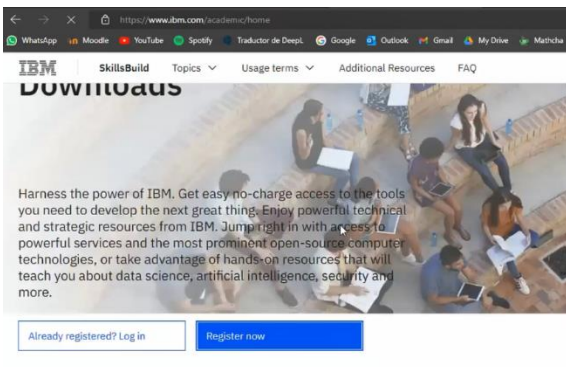 https://www.ibm.com/academic/home
WhatsApp Moodle YouTube Spotify Traductor de DeepL Google Outlook Gmail My Drive Mathcha
IBM SkillsBuild Topics Usage terms Additional Resources FAQ
Downloads
Harness the power of IBM. Get easy no-charge access to the tools
you need to develop the next great thing. Enjoy powerful technical
and strategic resources from IBM. Jump right in with access to
powerful services and the most prominent open-source computer
technologies, or take advantage of hands-on resources that will
teach you about data science, artificial intelligence, security and
more.
Already registered? Log in Register now